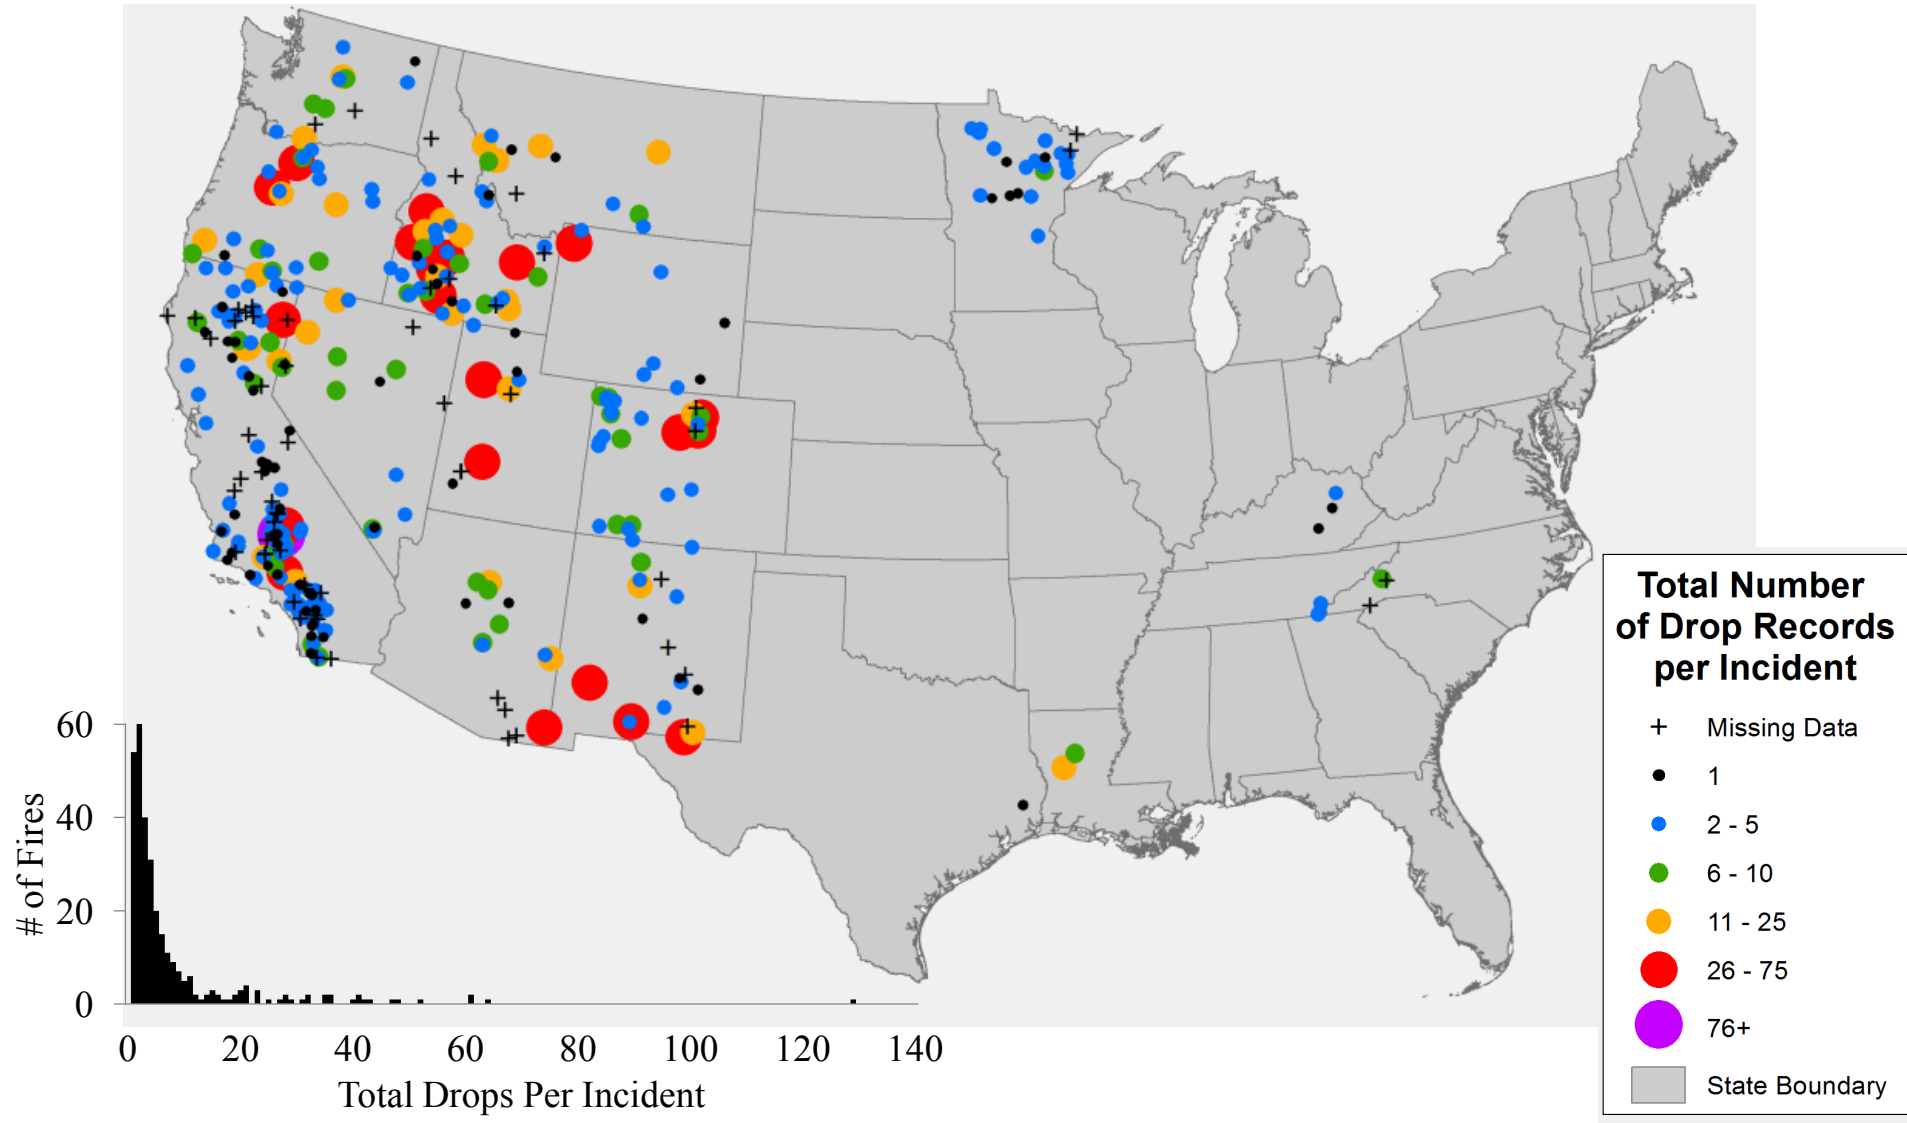 Total Number
of Drop Records
per Incident
Missing Data
1
2 - 5
6 - 10
11 - 25
26 - 75
76+
State Boundary
# of Fires
60
40
20
0
0 20 40 60 80 100 120 140
Total Drops Per Incident